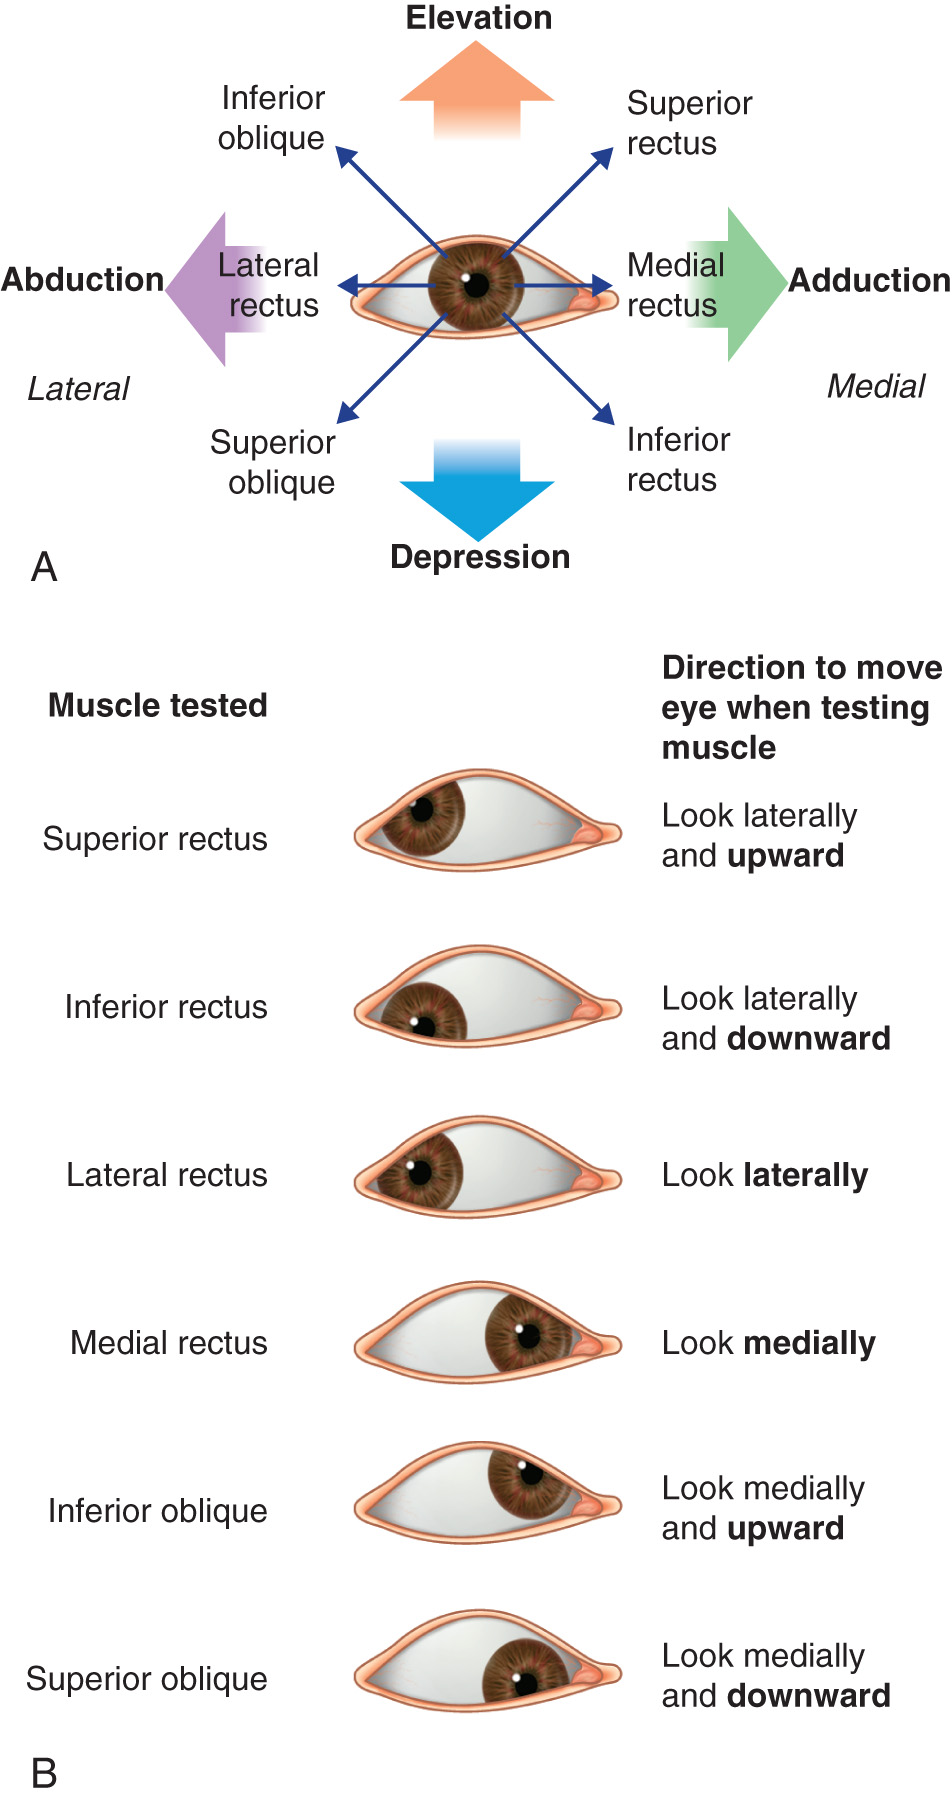 Elevation
Inferior
oblique
Superior
rectus
Abduction
Lateral
rectus
Medial
rectus
Adduction
Lateral
Medial
Superior
oblique
Inferior
rectus
Depression
A
Muscle tested
Direction to move
eye when testing
muscle
Superior rectus
Look laterally
and upward
Inferior rectus
Look laterally
and downward
Lateral rectus
Look laterally
Medial rectus
Look medially
Inferior oblique
Look medially
and upward
Superior oblique
Look medially
and downward
B